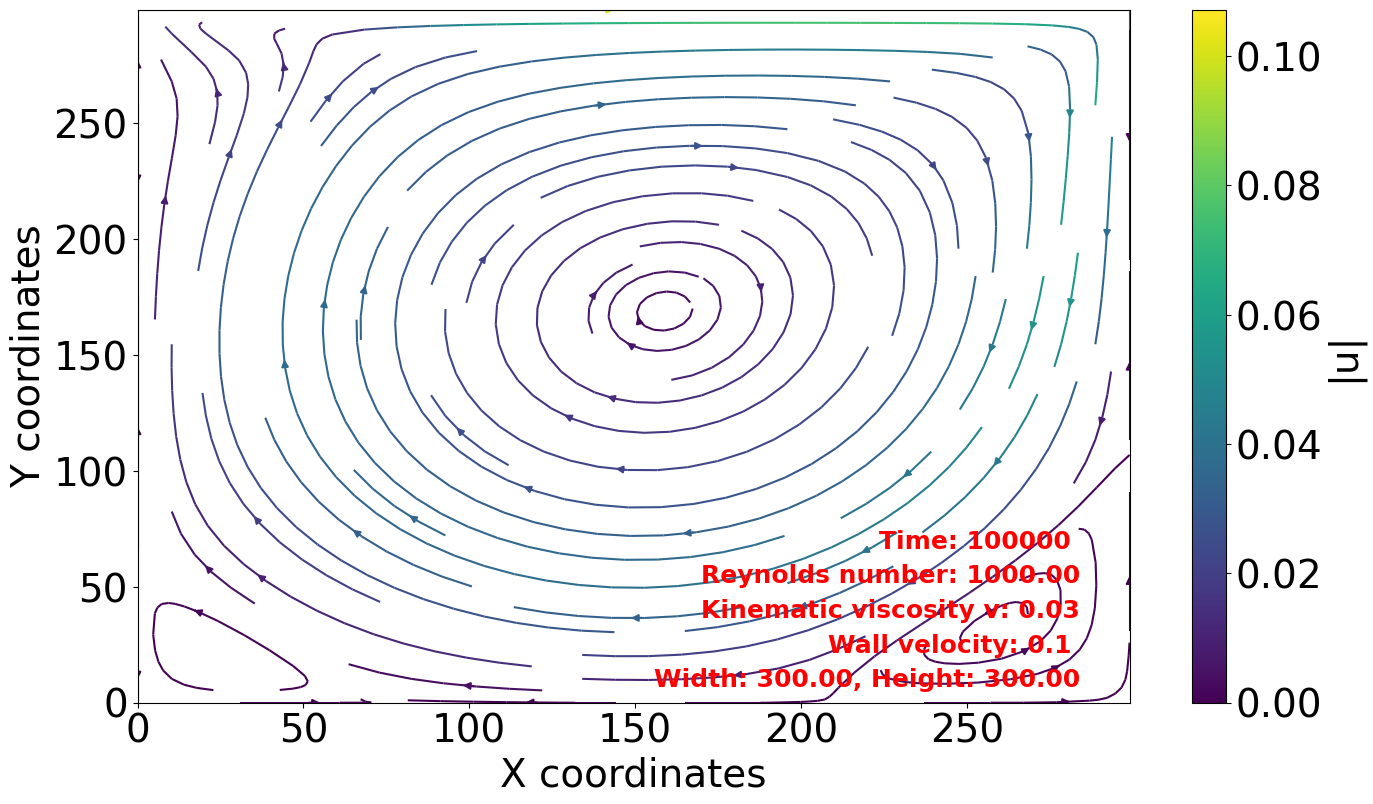 250
200
150
100
50
0
Y coordinates
0 50 100 150 200 250
X coordinates
Time: 100000
Reynolds number: 1000.00
Kinematic viscosity v: 0.03
Wall velocity: 0.1
Width: 300.00, Height: 300.00
0.10
0.08
0.06
0.04
0.02
0.00
|u|